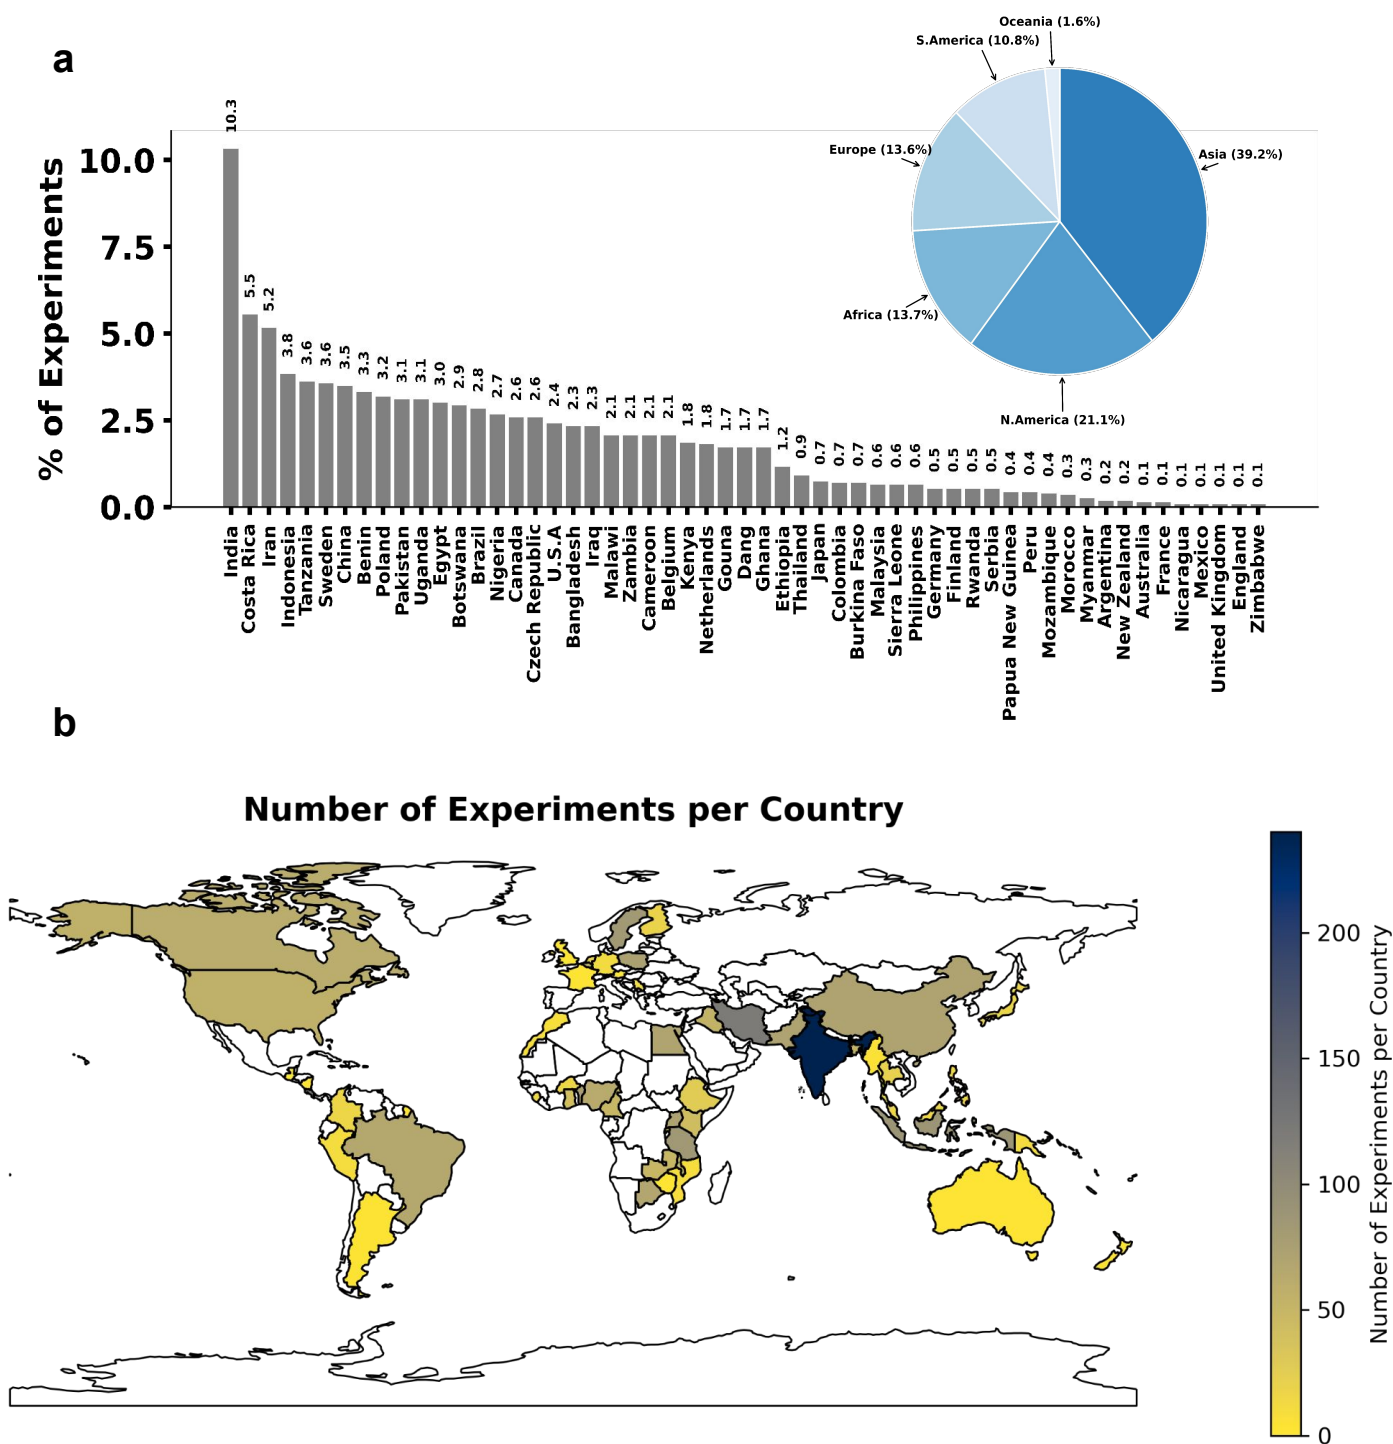 a
Oceania (1.6%)
S.America (10.8%)
Europe (13.6%)
Asia (39.2%)
Africa (13.7%)
N.America (21.1%)
% of Experiments
10.0
7.5
5.0
2.5
0.0
10.3
5.5
5.2
3.8
3.6
3.6
3.5
3.3
3.2
3.1
3.1
3.0
2.9
2.8
2.7
2.6
2.6
2.4
2.3
2.3
2.1
2.1
2.1
2.1
1.8
1.8
1.7
1.7
1.7
1.2
0.9
0.7
0.7
0.7
0.6
0.6
0.6
0.5
0.5
0.5
0.5
0.4
0.4
0.4
0.3
0.3
0.2
0.2
0.1
0.1
0.1
0.1
0.1
0.1
0.1
India
Costa Rica
Iran
Indonesia
Tanzania
Sweden
China
Benin
Poland
Pakistan
Uganda
Egypt
Botswana
Brazil
Nigeria
Canada
Czech Republic
U.S.A
Bangladesh
Iraq
Malawi
Zambia
Cameroon
Belgium
Kenya
Netherlands
Gouna
Dang
Ghana
Ethiopia
Thailand
Japan
Colombia
Burkina Faso
Malaysia
Sierra Leone
Philippines
Germany
Finland
Rwanda
Serbia
Papua New Guinea
Peru
Mozambique
Morocco
Myanmar
Argentina
New Zealand
Australia
France
Nicaragua
Mexico
United Kingdom
England
Zimbabwe
b
Number of Experiments per Country
200
150
100
50
0
Number of Experiments per Country